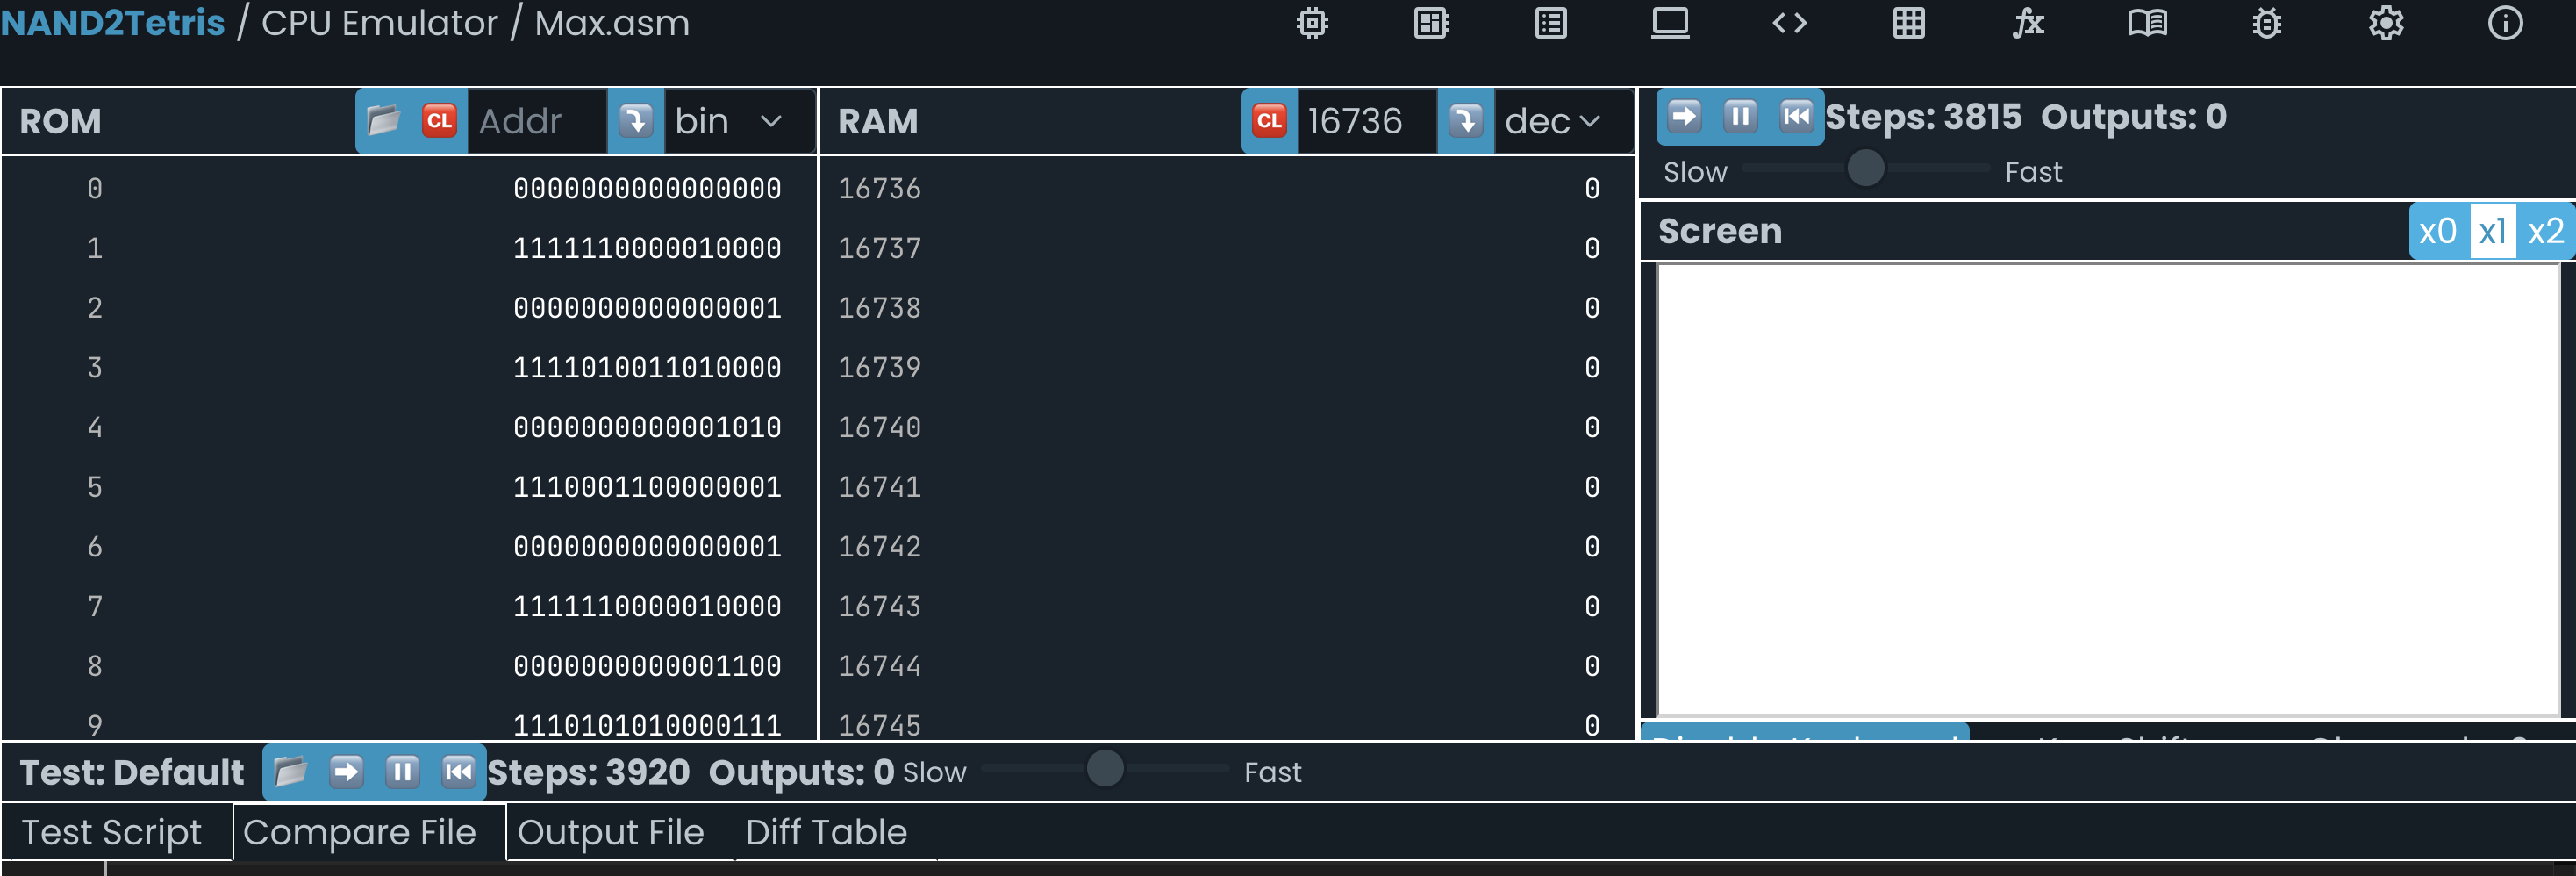 NAND2Tetris / CPU Emulator / Max.asm
ROM CL Addr bin
0 0000000000000000
1 1111110000010000
2 0000000000000001
3 1111010011010000
4 0000000000001010
5 1110001100000001
6 0000000000000001
7 1111110000010000
8 0000000000001100
9 1110101010000111
RAM CL 16736 dec
16736 0
16737 0
16738 0
16739 0
16740 0
16741 0
16742 0
16743 0
16744 0
16745 0
Steps: 3815 Outputs: 0
Slow Fast
Screen x0 x1 x2
Test: Default Steps: 3920 Outputs: 0 Slow Fast
Test Script Compare File Output File Diff Table